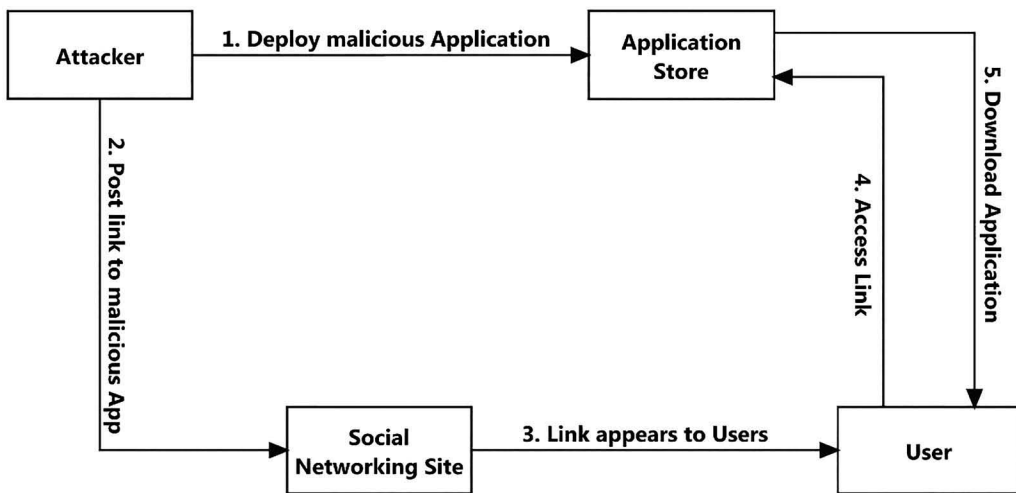 Attacker
1. Deploy malicious Application
Application
Store
5. Download Application
2. Post link to malicious App
4. Access Link
Social
Networking Site
3. Link appears to Users
User